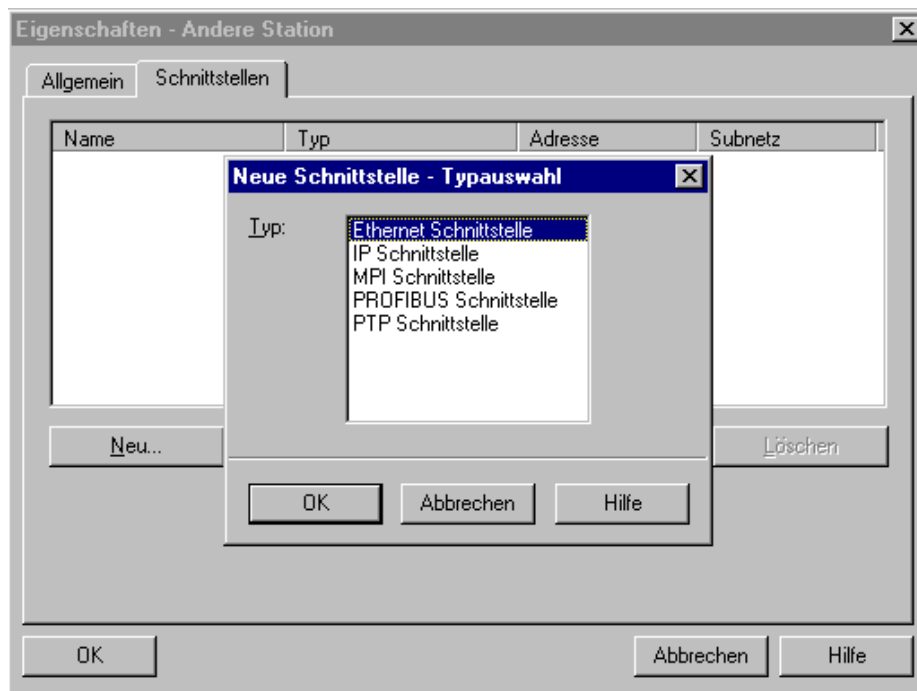 Eigenschaften - Andere Station
Allgemein Schnittstellen
Name Typ Adresse Subnetz
Neue Schnittstelle - Typauswahl
Typ:
Ethernet Schnittstelle
IP Schnittstelle
MPI Schnittstelle
PROFIBUS Schnittstelle
PTP Schnittstelle
Neu... Löschen
OK Abbrechen Hilfe
OK Abbrechen Hilfe